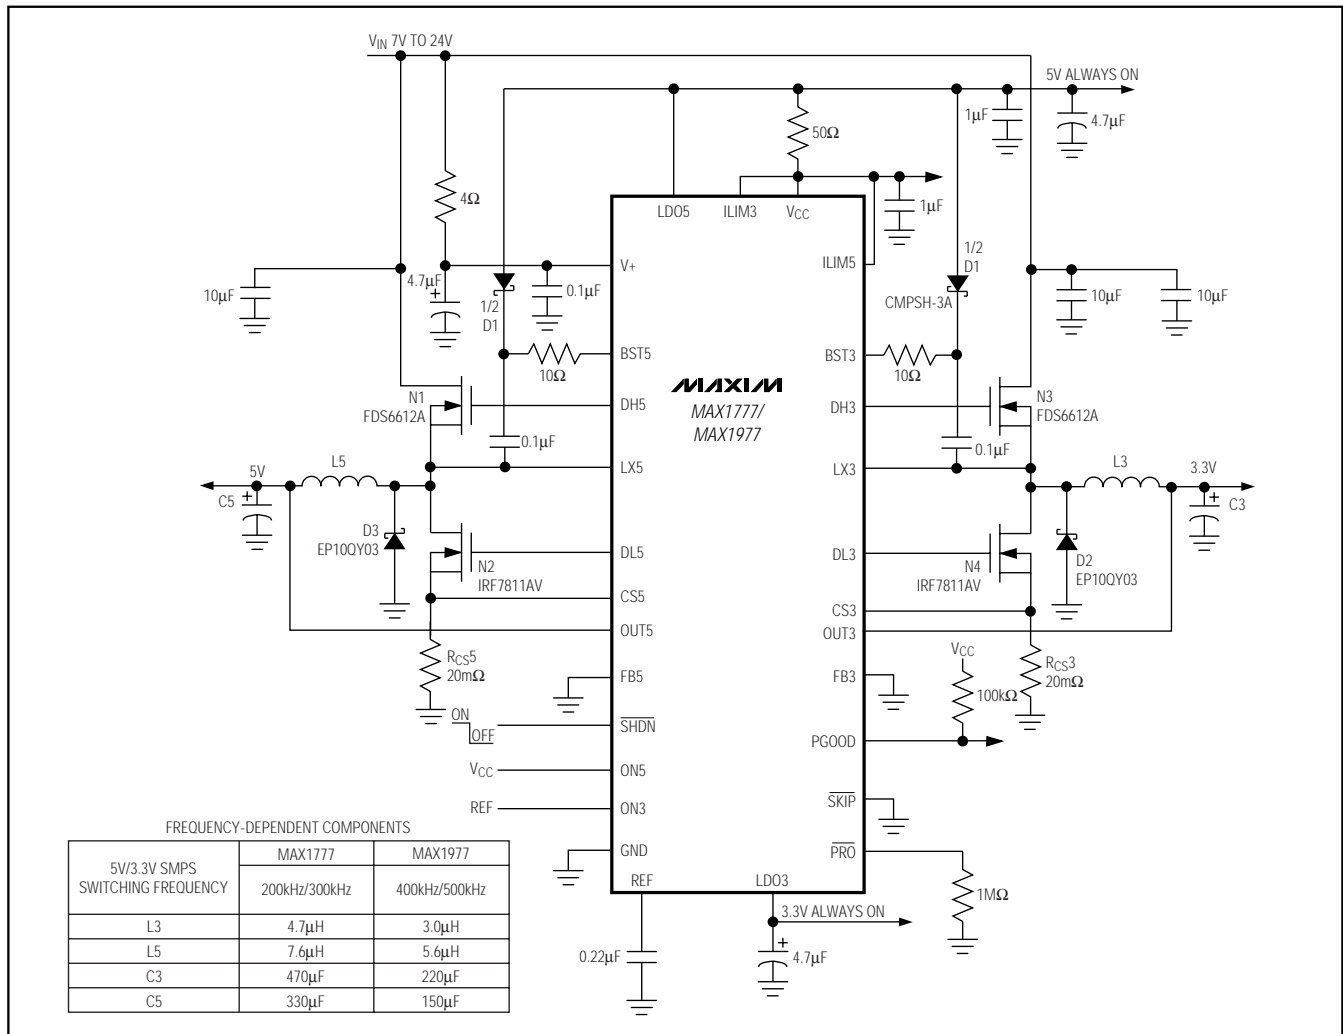 VIN 7V TO 24V
5V ALWAYS ON
1µF
4.7µF
50Ω
4Ω
LDO5
ILIM3
VCC
1µF
V+
ILIM5
1/2
D1
CMPSH-3A
10µF
4.7µF
+
0.1µF
1/2
D1
10µF
10µF
BST5
10Ω
BST3
10Ω
MAXIM
MAX1777/
MAX1977
N1
FDS6612A
DH5
DH3
N3
FDS6612A
0.1µF
0.1µF
5V
L5
LX5
LX3
L3
3.3V
C5
+
+
C3
D3
EP10QY03
DL5
DL3
N2
IRF7811AV
N4
IRF7811AV
D2
EP10QY03
CS5
CS3
OUT5
OUT3
RCS5
20mΩ
VCC
RCS3
20mΩ
FB5
FB3
100kΩ
ON
OFF
SHDN
PGOOD
VCC
ON5
REF
ON3
SKIP
GND
PRO
REF
LDO3
1MΩ
3.3V ALWAYS ON
0.22µF
+
4.7µF
FREQUENCY-DEPENDENT COMPONENTS
5V/3.3V SMPS
SWITCHING FREQUENCY
MAX1777
MAX1977
200kHz/300kHz
400kHz/500kHz
L3 4.7µH 3.0µH
L5 7.6µH 5.6µH
C3 470µF 220µF
C5 330µF 150µF